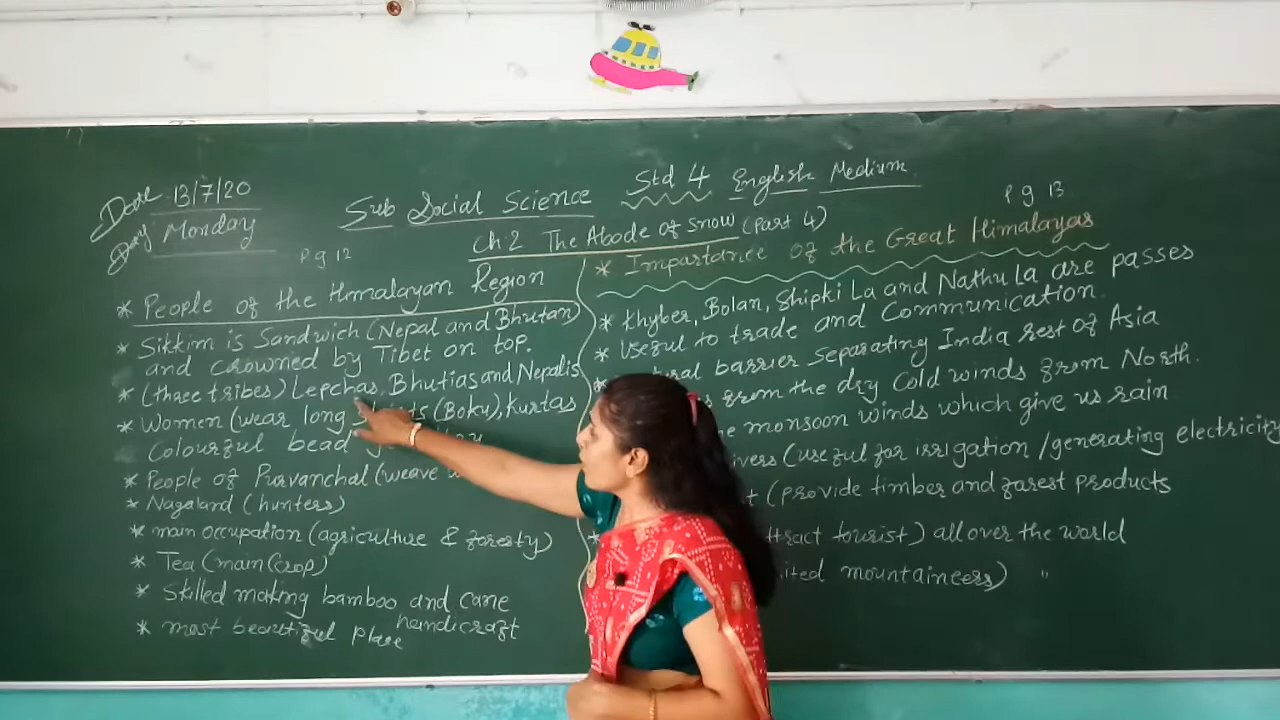 Date 13/7/20
Day Monday
Sub Social Science
Std 4 English Medium
Ch 2 The Abode of Snow (Part 4)
Pg 12
* People of the Himalayan Region
* Sikkim is Sandwich (Nepal and Bhutan)
and crowned by Tibet on top.
* (three tribes) Lepchas, Bhutias and Nepalis
* Women (wear long (Boku), Kurtas
Colourful bead
* People of Purvanchal (weave
* Nagaland (hunters)
* main occupation (agriculture & foresty)
* Tea (main Crop)
* Skilled making bamboo and cane
handicraft
* most beautiful place
Pg 13
* Importance of the Great Himalayas
* Khyber, Bolan, Shipki La and Nathu La are passes
* Useful to trade and Communication.
* barrier separating India rest of Asia
from the dry Cold winds from North.
monsoon winds which give us rain
(useful for irrigation / generating electricity
(provide timber and forest products
tourist) all over the world
mountaineers) "